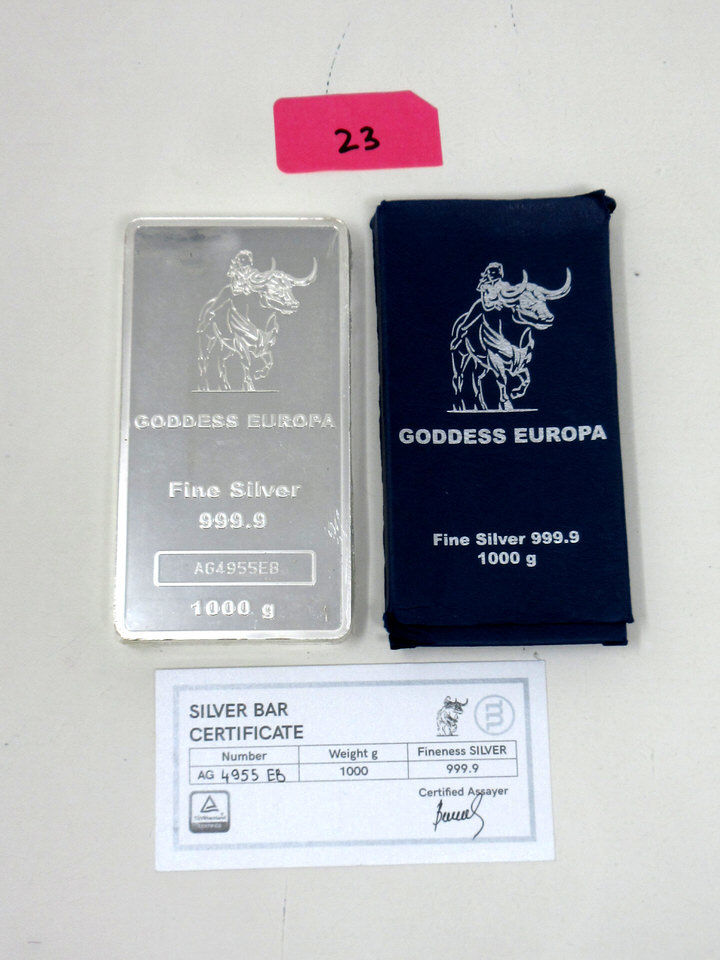 23
GODDESS EUROPA
Fine Silver
999.9
AG4955EB
1000 g
GODDESS EUROPA
Fine Silver 999.9
1000 g
SILVER BAR
CERTIFICATE
Number Weight g Fineness SILVER
AG 4955 EB 1000 999.9
Certified Assayer